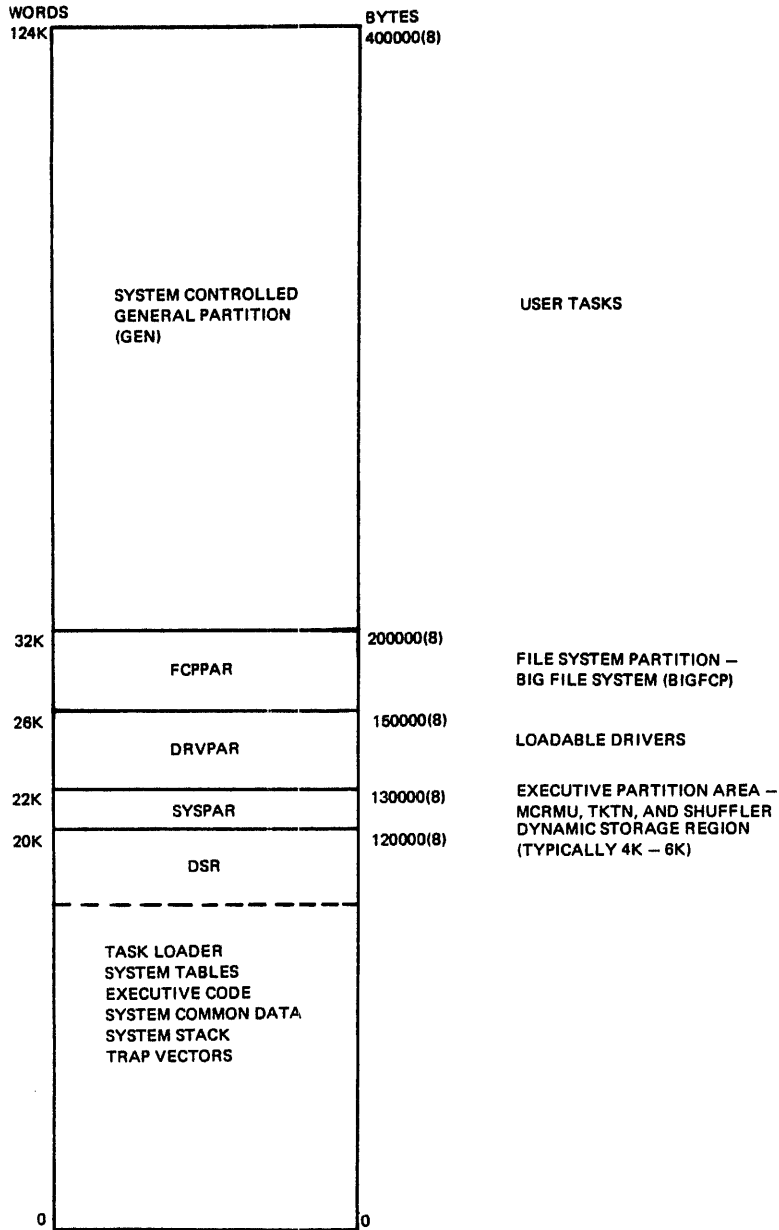 WORDS
BYTES
124K
400000(8)
SYSTEM CONTROLLED
GENERAL PARTITION
(GEN)
USER TASKS
32K
200000(8)
FCPPAR
FILE SYSTEM PARTITION —
BIG FILE SYSTEM (BIGFCP)
26K
150000(8)
DRVPAR
LOADABLE DRIVERS
22K
130000(8)
SYSPAR
EXECUTIVE PARTITION AREA —
MCRMU, TKTN, AND SHUFFLER
20K
120000(8)
DYNAMIC STORAGE REGION
(TYPICALLY 4K — 6K)
DSR
TASK LOADER
SYSTEM TABLES
EXECUTIVE CODE
SYSTEM COMMON DATA
SYSTEM STACK
TRAP VECTORS
0
0